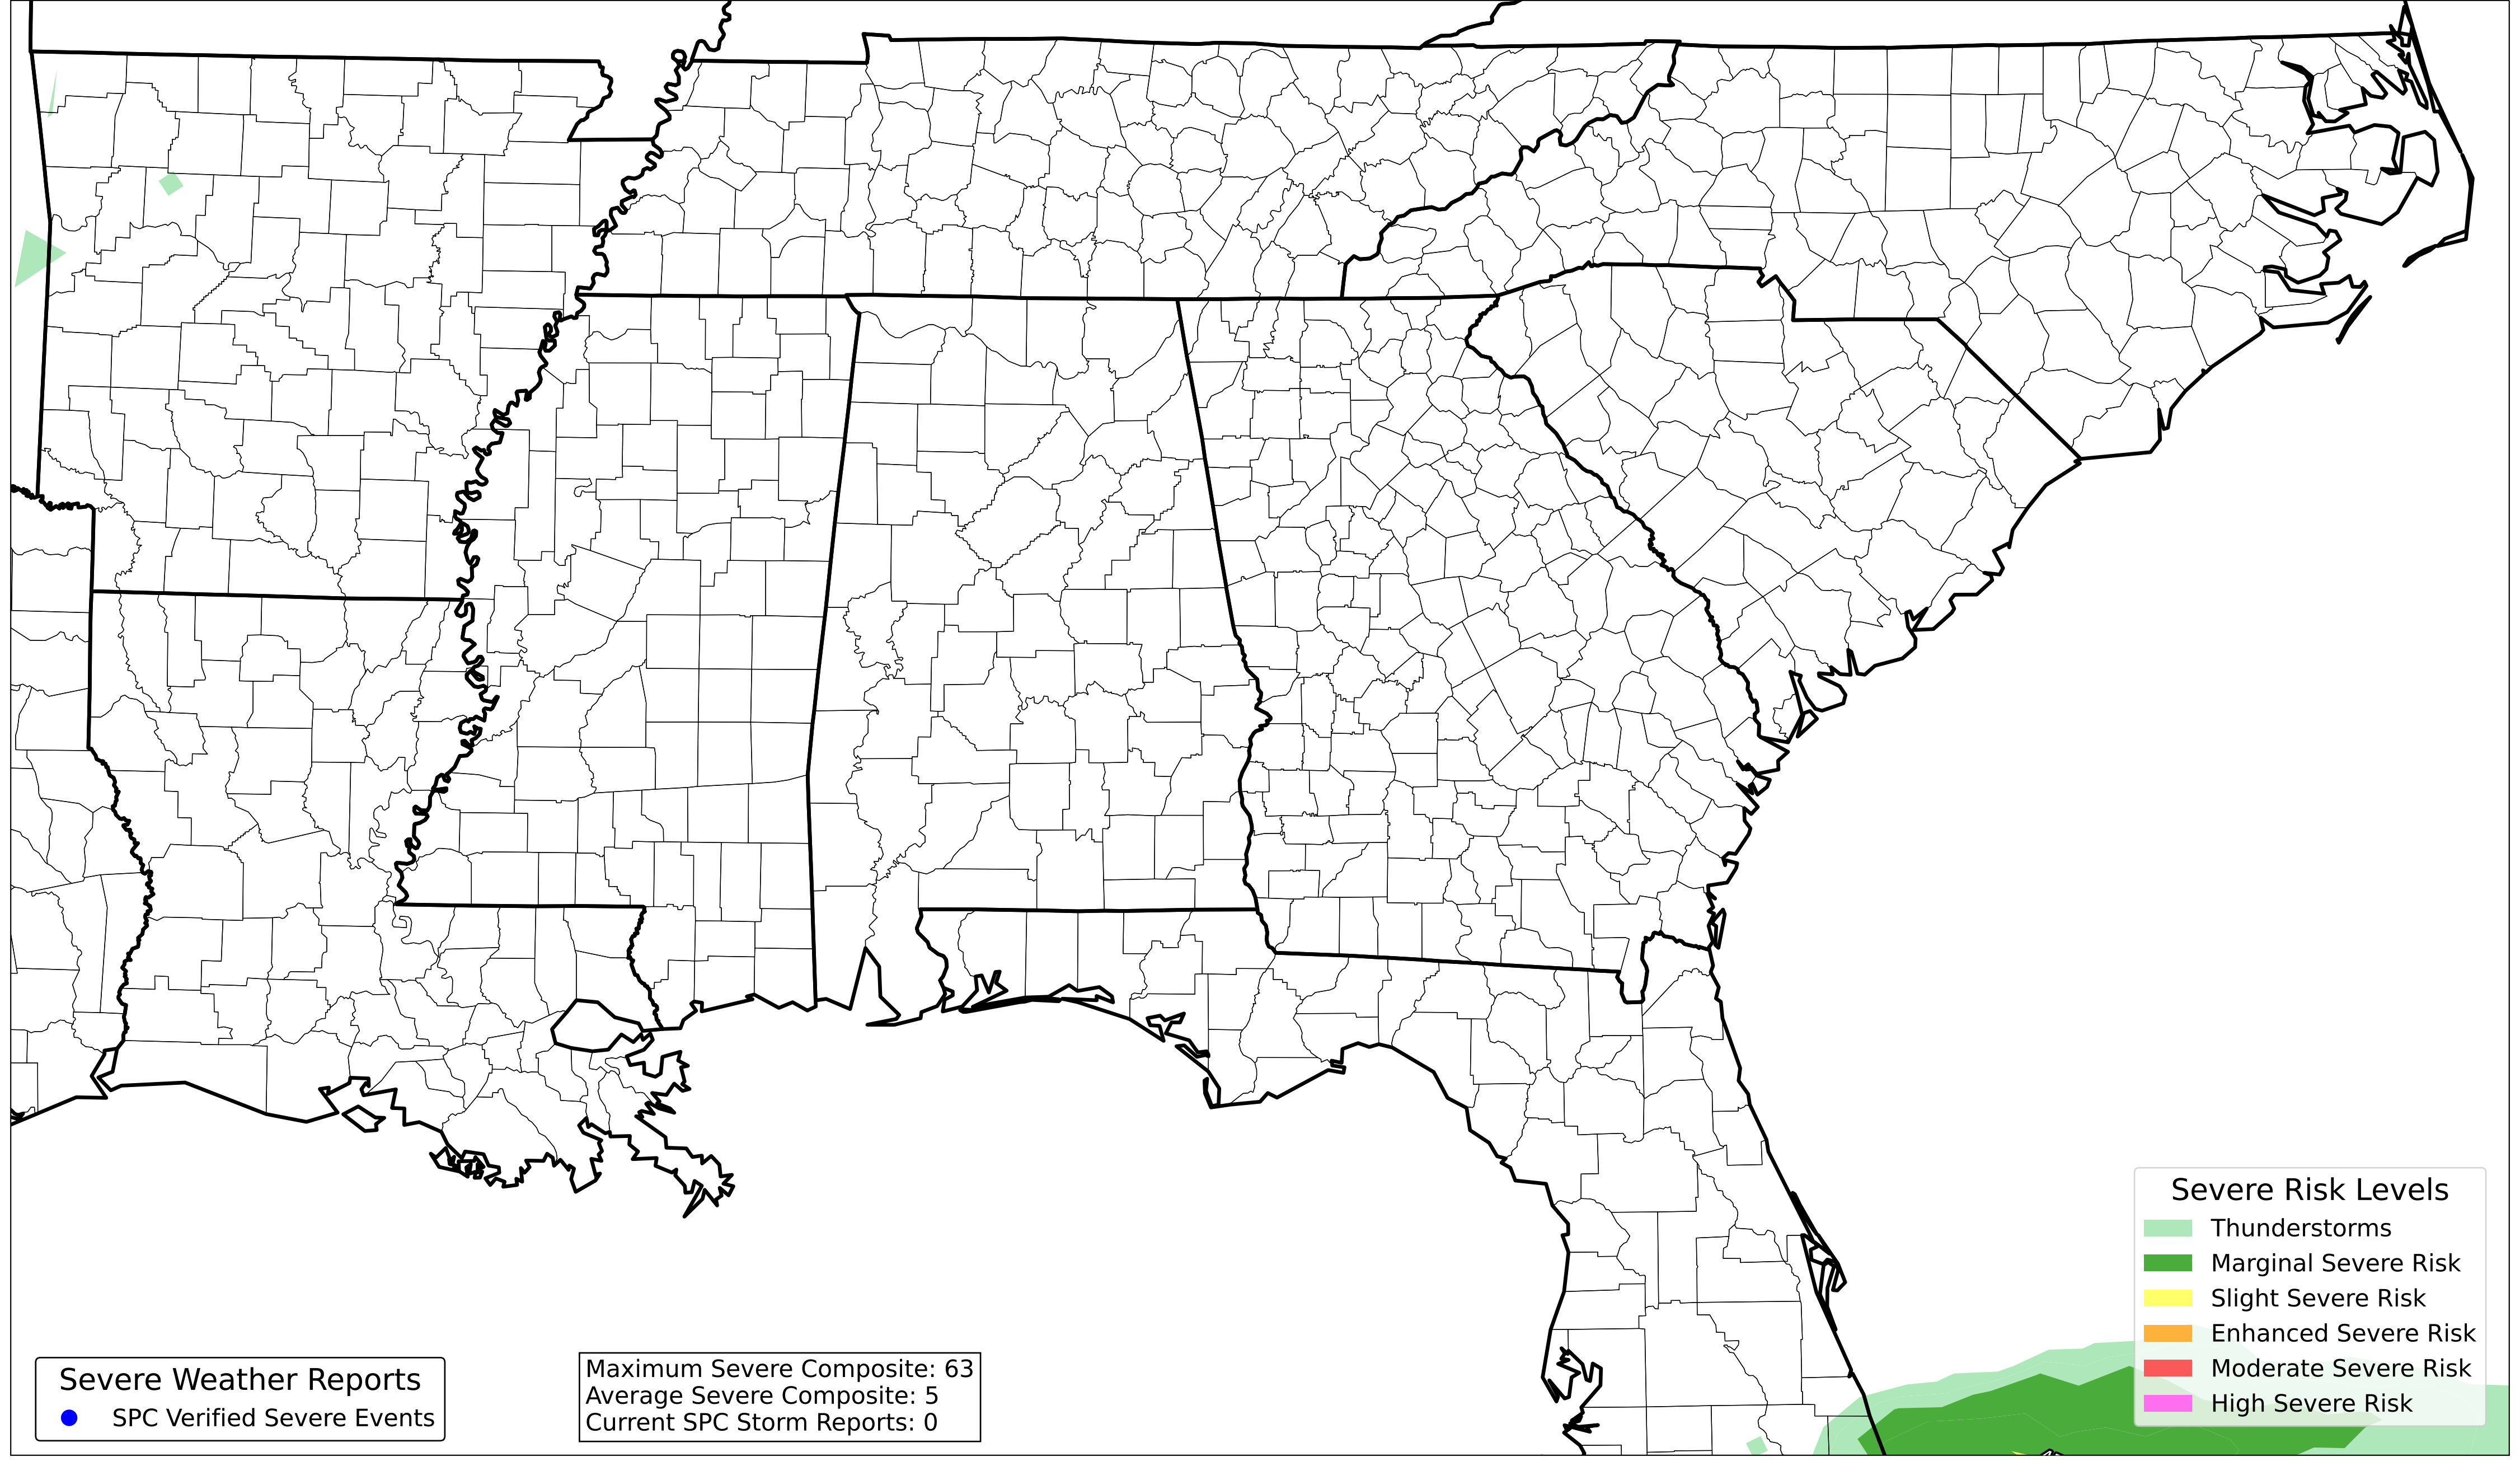 Severe Risk Levels
Thunderstorms
Marginal Severe Risk
Slight Severe Risk
Enhanced Severe Risk
Moderate Severe Risk
High Severe Risk
Severe Weather Reports
SPC Verified Severe Events
Maximum Severe Composite: 63
Average Severe Composite: 5
Current SPC Storm Reports: 0